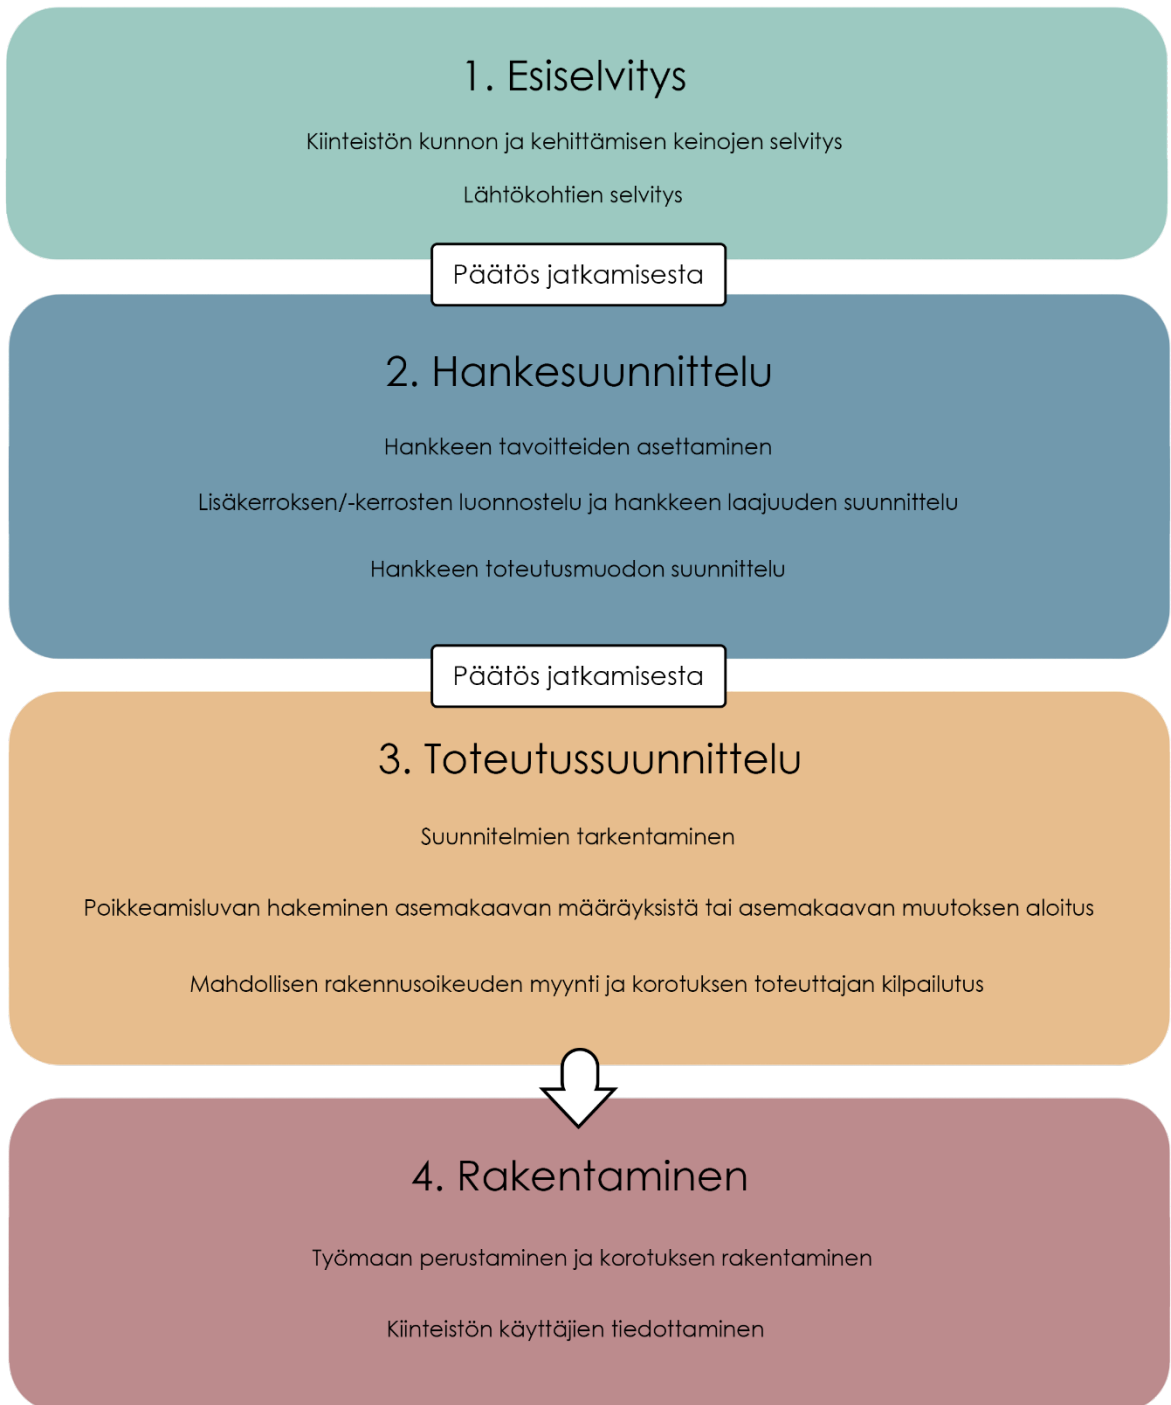 1. Esiselvitys
Kiinteistön kunnon ja kehittämisen keinojen selvitys
Lähtökohtien selvitys
Päätös jatkamisesta
2. Hankesuunnittelu
Hankkeen tavoitteiden asettaminen
Lisäkerroksen/-kerrosten luonnostelu ja hankkeen laajuuden suunnittelu
Hankkeen toteutusmuodon suunnittelu
Päätös jatkamisesta
3. Toteutussuunnittelu
Suunnitelmien tarkentaminen
Poikkeamisluvan hakeminen asemakaavan määräyksistä tai asemakaavan muutoksen aloitus
Mahdollisen rakennusoikeuden myynti ja korotuksen toteuttajan kilpailutus
4. Rakentaminen
Työmaan perustaminen ja korotuksen rakentaminen
Kiinteistön käyttäjien tiedottaminen